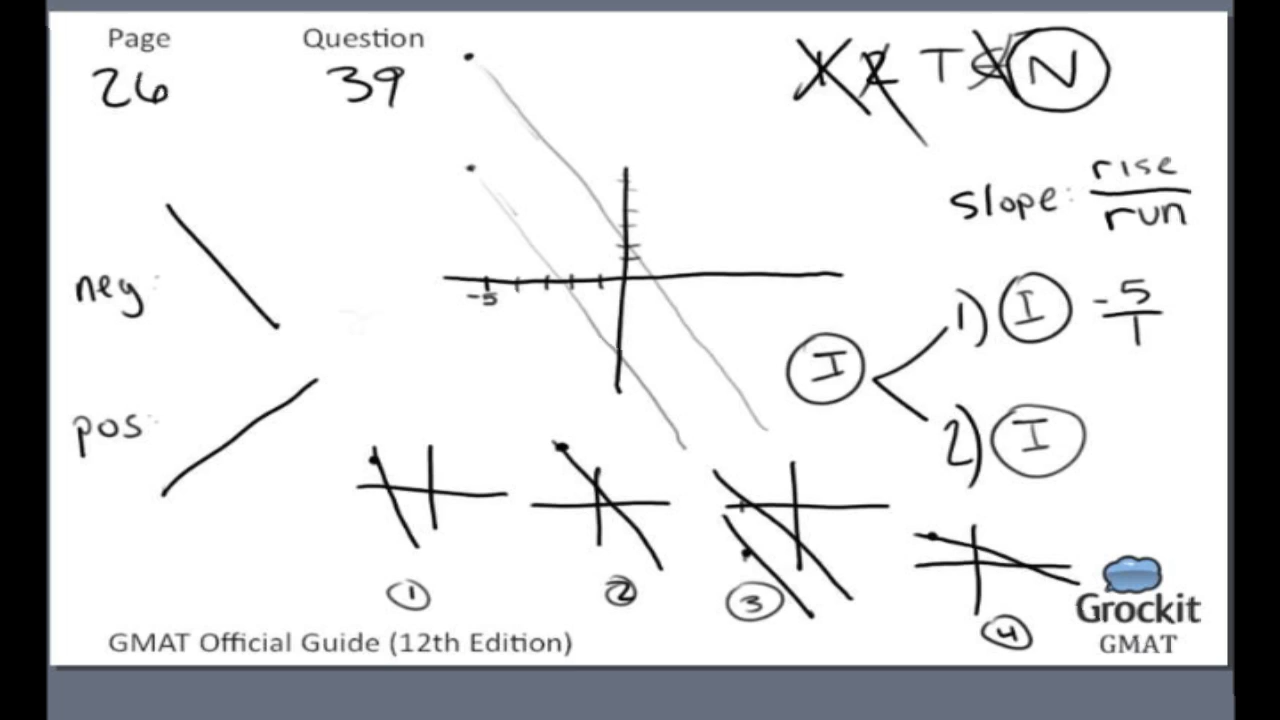 Page Question
26 39
X 2 T E N
slope: rise
run
neg:
-5
1) I -5
1
I
pos:
2) I
1 2 3 4
Grockit
GMAT
GMAT Official Guide (12th Edition)